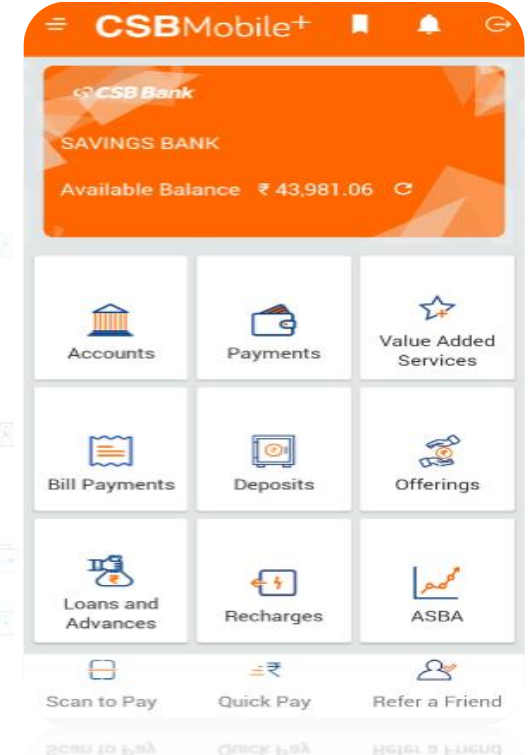 CSBMobile+
CSB Bank
SAVINGS BANK
Available Balance ₹ 43,981.06
Accounts
Payments
Value Added
Services
Bill Payments
Deposits
Offerings
Loans and
Advances
Recharges
ASBA
Scan to Pay
Quick Pay
Refer a Friend